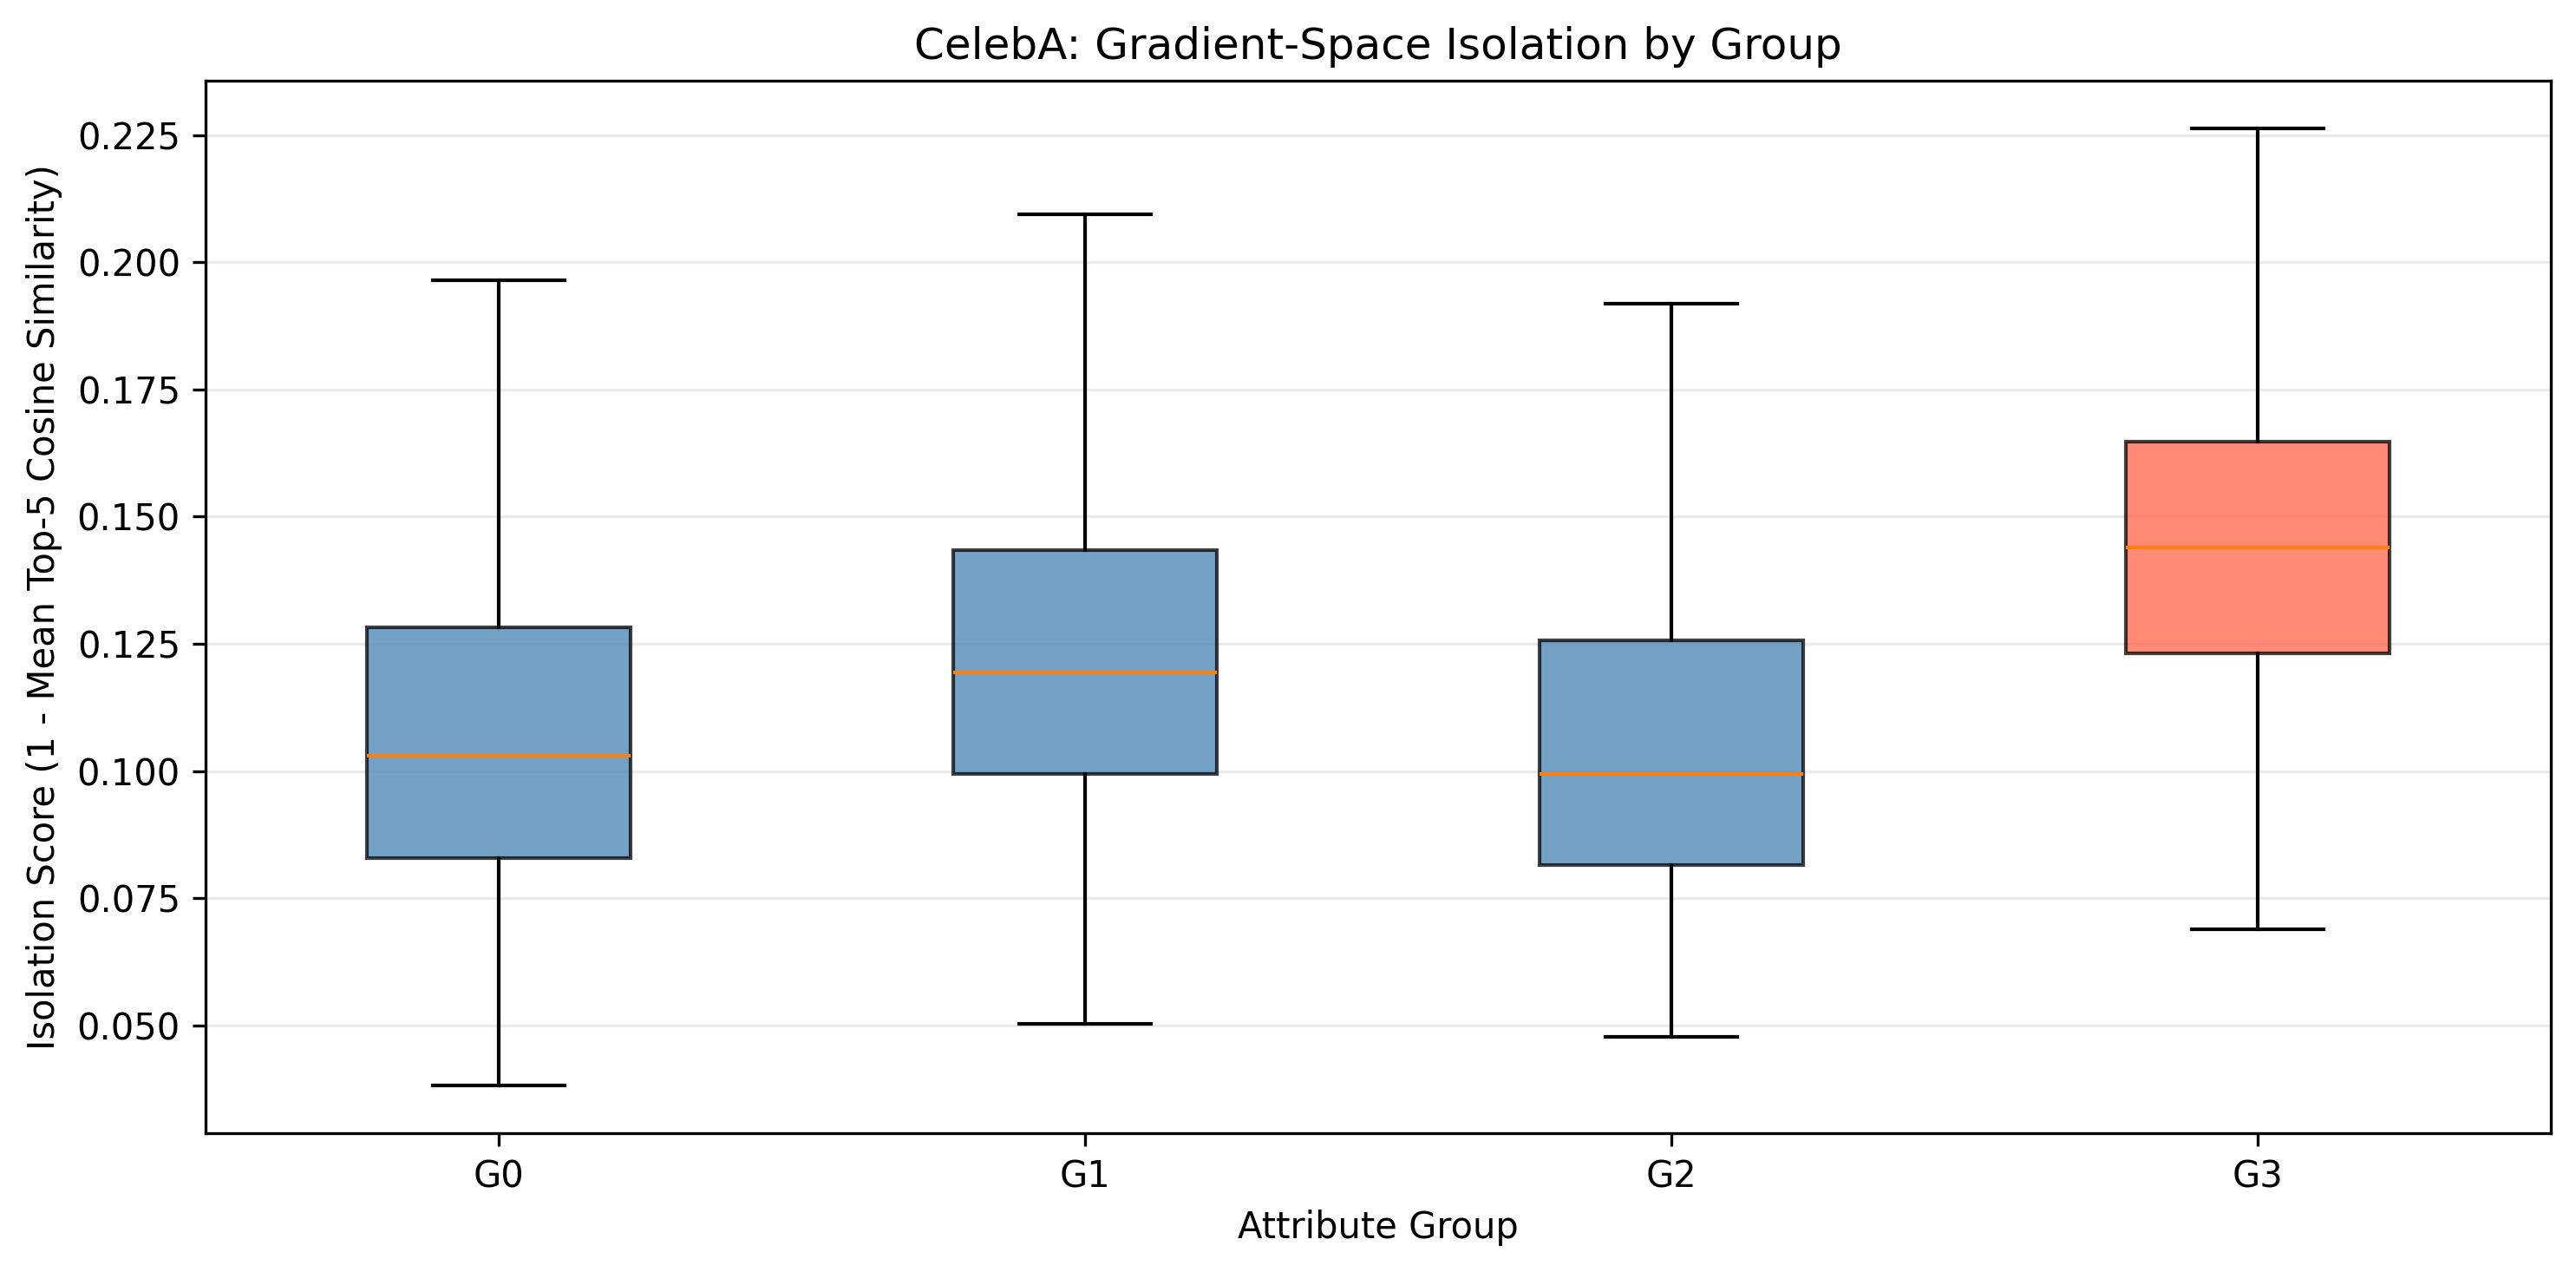 CelebA: Gradient-Space Isolation by Group
Isolation Score (1 - Mean Top-5 Cosine Similarity)
0.225
0.200
0.175
0.150
0.125
0.100
0.075
0.050
G0 G1 G2 G3
Attribute Group